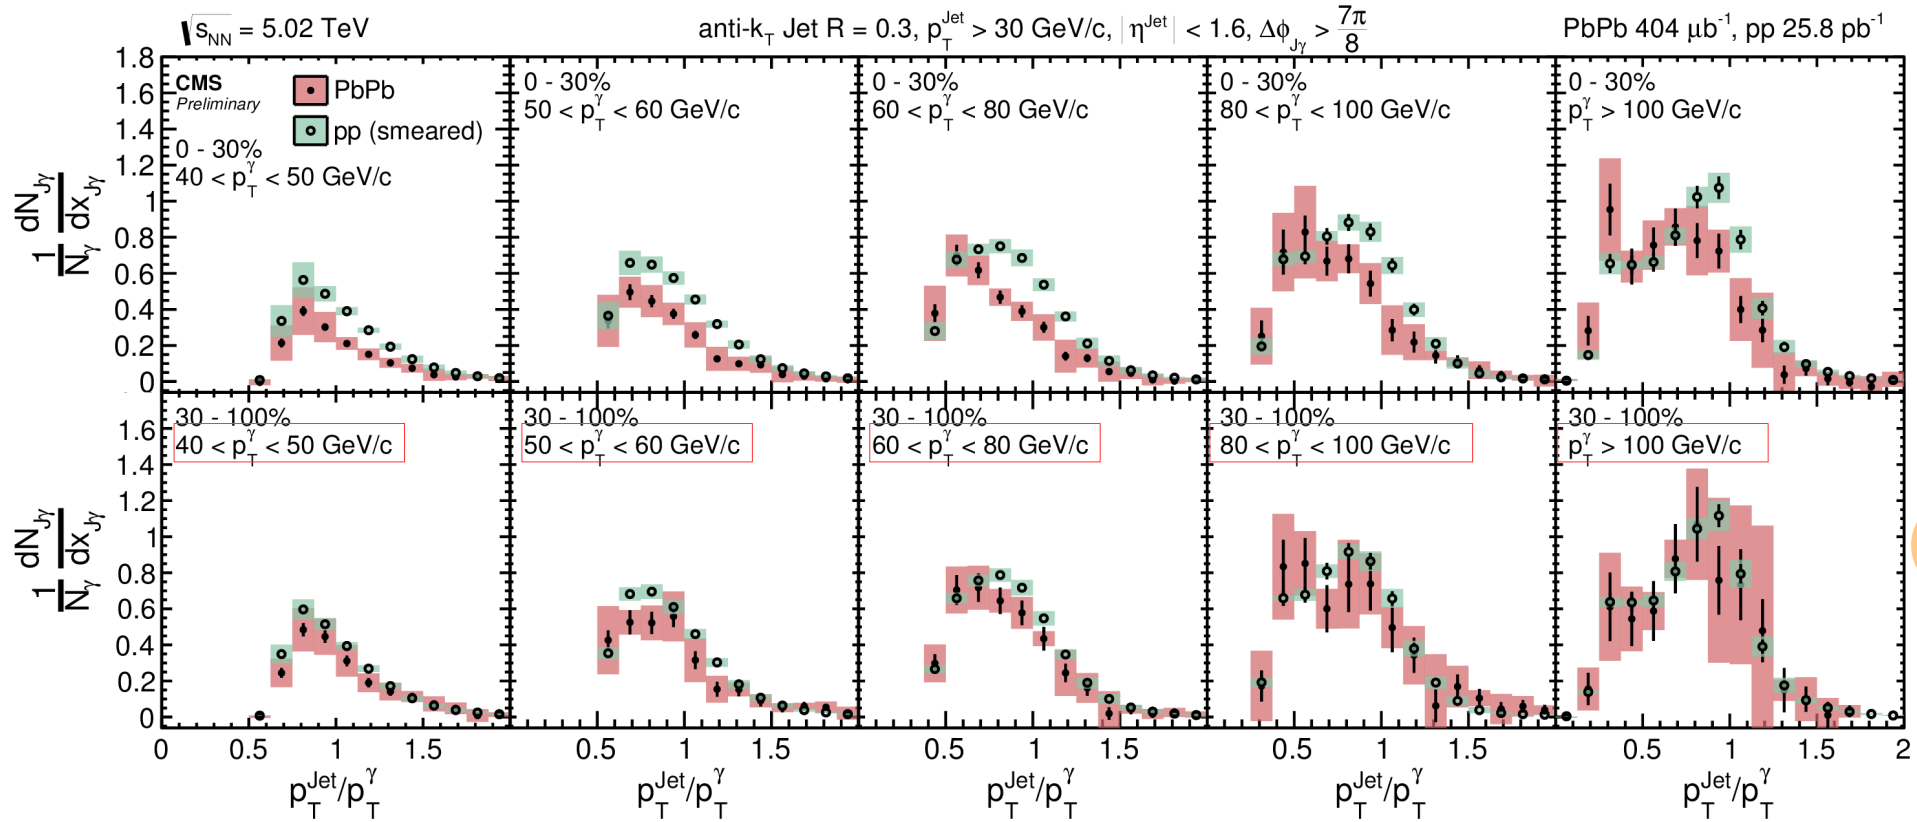 √s_NN = 5.02 TeV
anti-k_T Jet R = 0.3, p_T^Jet > 30 GeV/c, |η^Jet| < 1.6, Δϕ_Jγ > 7π/8
PbPb 404 μb⁻¹, pp 25.8 pb⁻¹
CMS
Preliminary
PbPb
pp (smeared)
0 - 30%
40 < p_T^γ < 50 GeV/c
0 - 30%
50 < p_T^γ < 60 GeV/c
0 - 30%
60 < p_T^γ < 80 GeV/c
0 - 30%
80 < p_T^γ < 100 GeV/c
0 - 30%
p_T^γ > 100 GeV/c
1.8
1.6
1.4
1.2
1
0.8
0.6
0.4
0.2
0
1/N_γ dN_Jγ/dx_Jγ
30 - 100%
40 < p_T^γ < 50 GeV/c
30 - 100%
50 < p_T^γ < 60 GeV/c
30 - 100%
60 < p_T^γ < 80 GeV/c
30 - 100%
80 < p_T^γ < 100 GeV/c
30 - 100%
p_T^γ > 100 GeV/c
1.6
1.4
1.2
1
0.8
0.6
0.4
0.2
0
1/N_γ dN_Jγ/dx_Jγ
0 0.5 1 1.5
0.5 1 1.5
0.5 1 1.5
0.5 1 1.5
0.5 1 1.5 2
p_T^Jet/p_T^γ
p_T^Jet/p_T^γ
p_T^Jet/p_T^γ
p_T^Jet/p_T^γ
p_T^Jet/p_T^γ